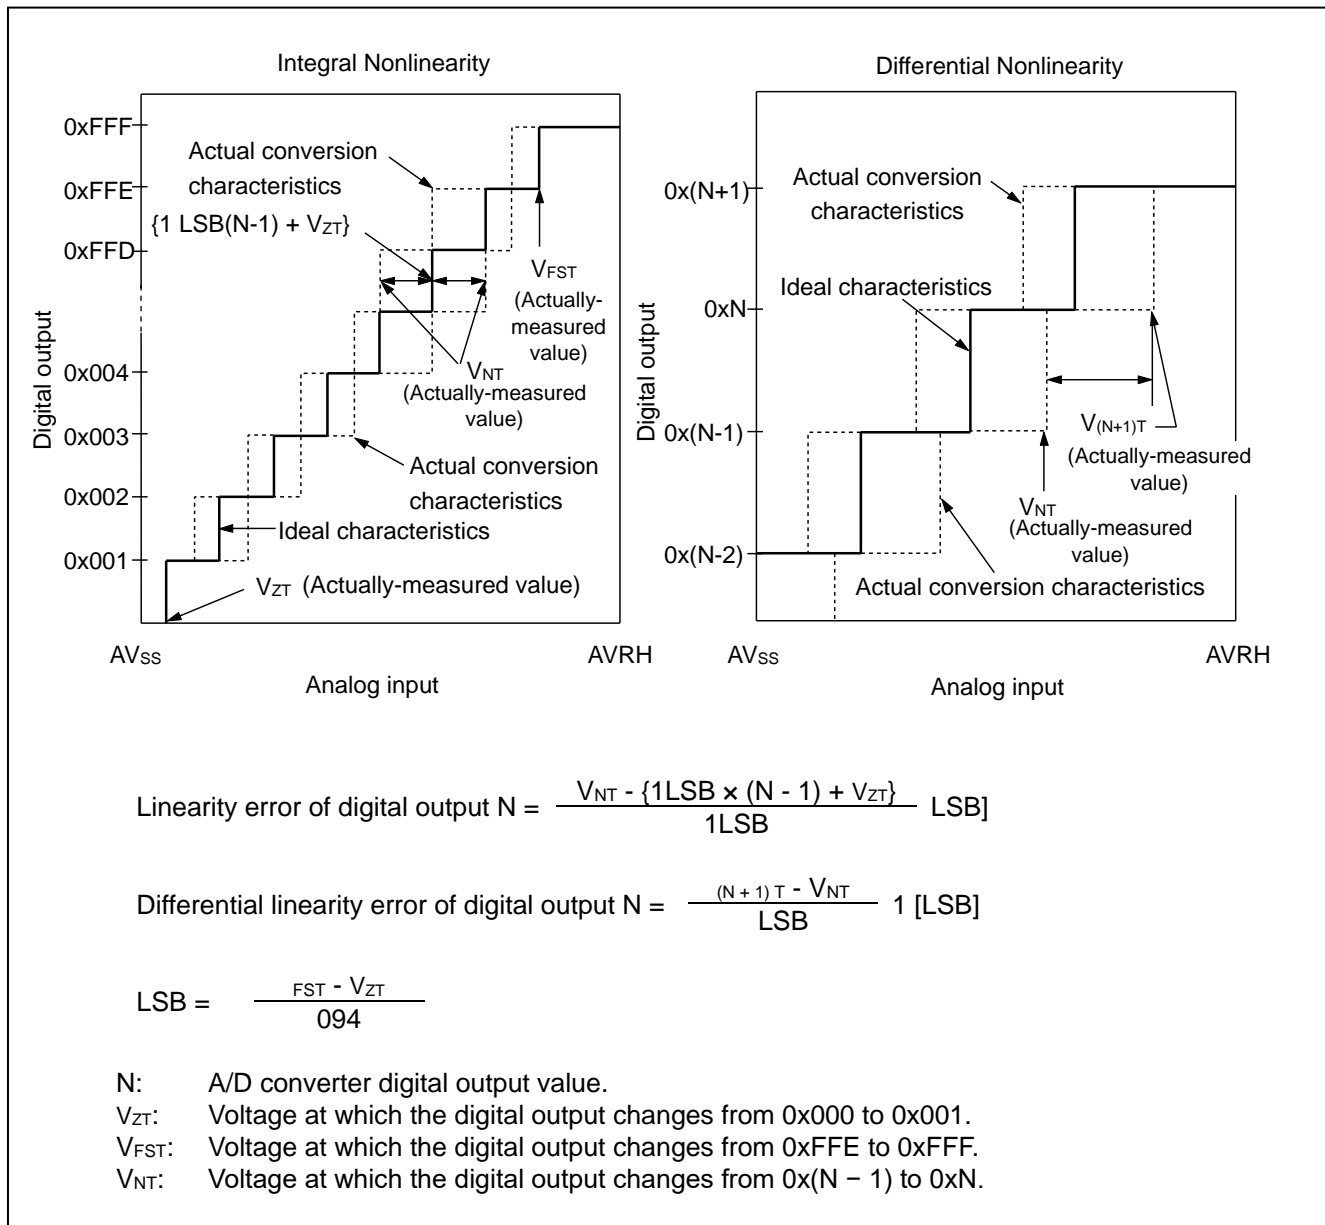 Integral Nonlinearity
Digital output
0xFFF
0xFFE
0xFFD
0x004
0x003
0x002
0x001
Actual conversion
characteristics
{1 LSB(N-1) + VZT}
VFST
(Actually-
measured
value)
VNT
(Actually-measured
value)
Actual conversion
characteristics
Ideal characteristics
VZT (Actually-measured value)
AVSS
AVRH
Analog input
Differential Nonlinearity
Digital output
0x(N+1)
0xN
0x(N-1)
0x(N-2)
Actual conversion
characteristics
Ideal characteristics
V(N+1)T
(Actually-measured
value)
VNT
(Actually-measured
value)
Actual conversion characteristics
AVSS
AVRH
Analog input
Linearity error of digital output N = VNT - {1LSB × (N - 1) + VZT} / 1LSB LSB]
Differential linearity error of digital output N = (N + 1) T - VNT / LSB 1 [LSB]
LSB = FST - VZT / 094
N: A/D converter digital output value.
VZT: Voltage at which the digital output changes from 0x000 to 0x001.
VFST: Voltage at which the digital output changes from 0xFFE to 0xFFF.
VNT: Voltage at which the digital output changes from 0x(N − 1) to 0xN.